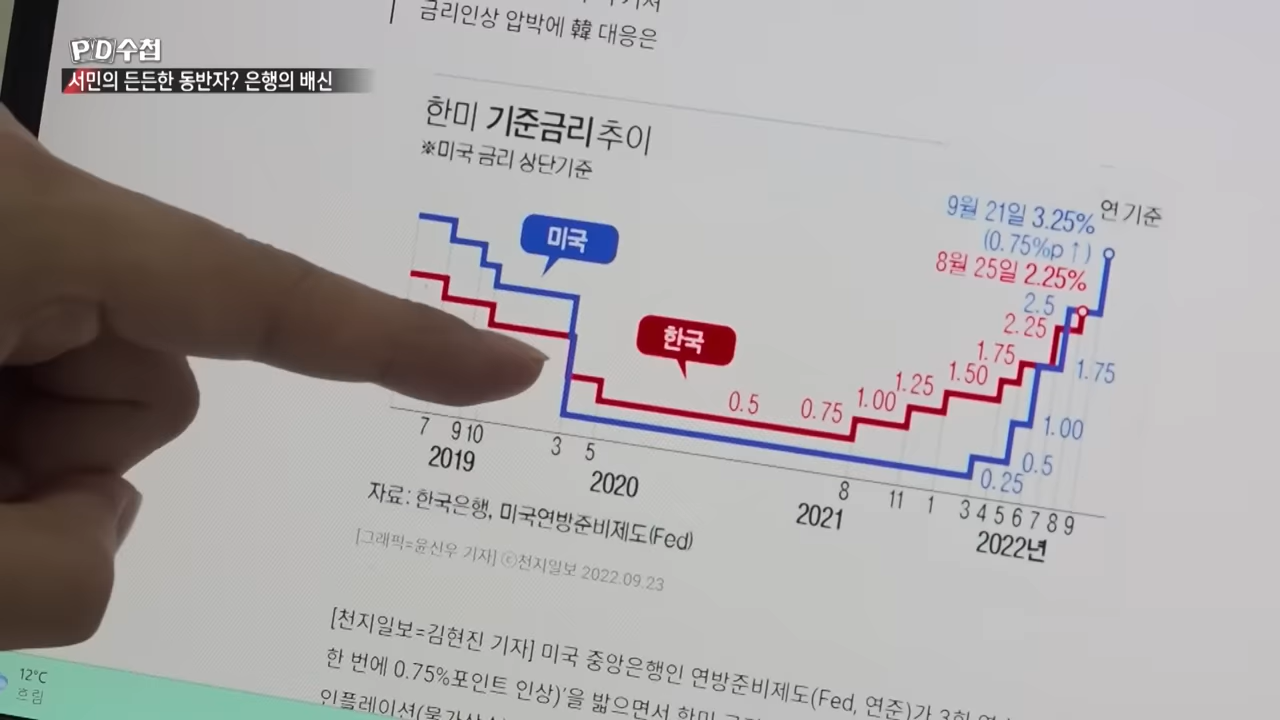 PD수첩
서민의 든든한 동반자? 은행의 배신
금리인상 압박에 韓 대응은
한미 기준금리 추이
※미국 금리 상단기준
9월 21일 3.25%
연 기준
(0.75%p↑)
8월 25일 2.25%
미국
한국
2.5
2.25
1.75
1.75
1.50
1.25
1.00
0.75
0.5
1.00
0.5
0.25
7 9 10 3 5 8 11 1 3 4 5 6 7 8 9
2019 2020 2021 2022년
자료: 한국은행, 미국연방준비제도(Fed)
[그래픽=윤신우 기자] ⓒ천지일보 2022.09.23
[천지일보=김현진 기자] 미국 중앙은행인 연방준비제도(Fed, 연준)가 3회
한 번에 0.75%포인트 인상)'을 밟으면서 한미
12°C
흐림